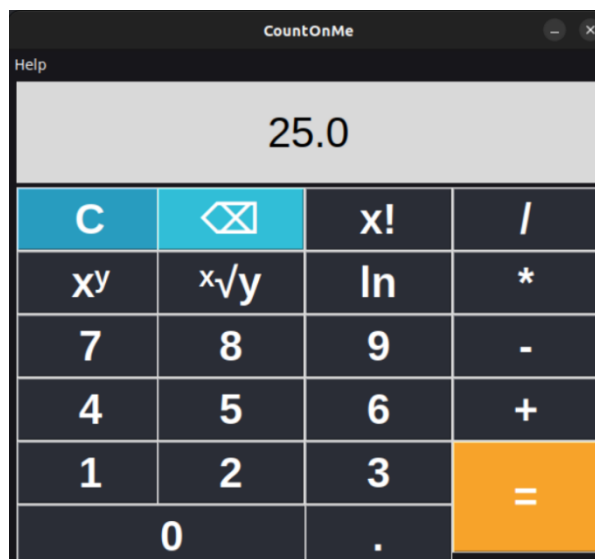 CountOnMe
Help
25.0
C ⌫ x! /
xʸ ˣ√y ln *
7 8 9 -
4 5 6 +
1 2 3 =
0 .